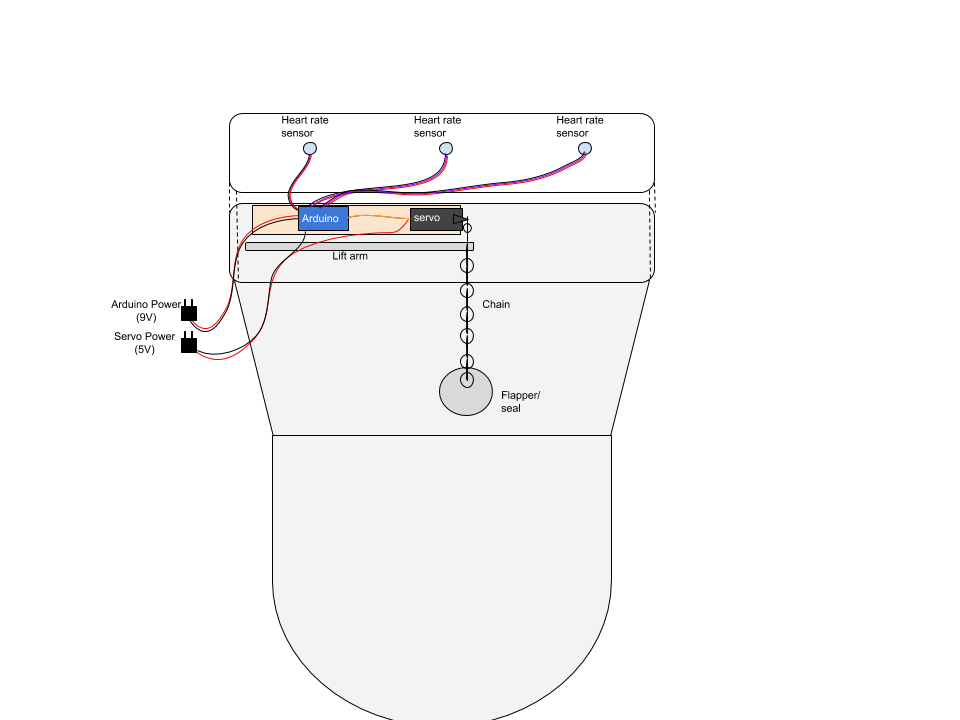 Heart rate
sensor
Heart rate
sensor
Heart rate
sensor
Arduino
servo
Lift arm
Arduino Power
(9V)
Chain
Servo Power
(5V)
Flapper/
seal